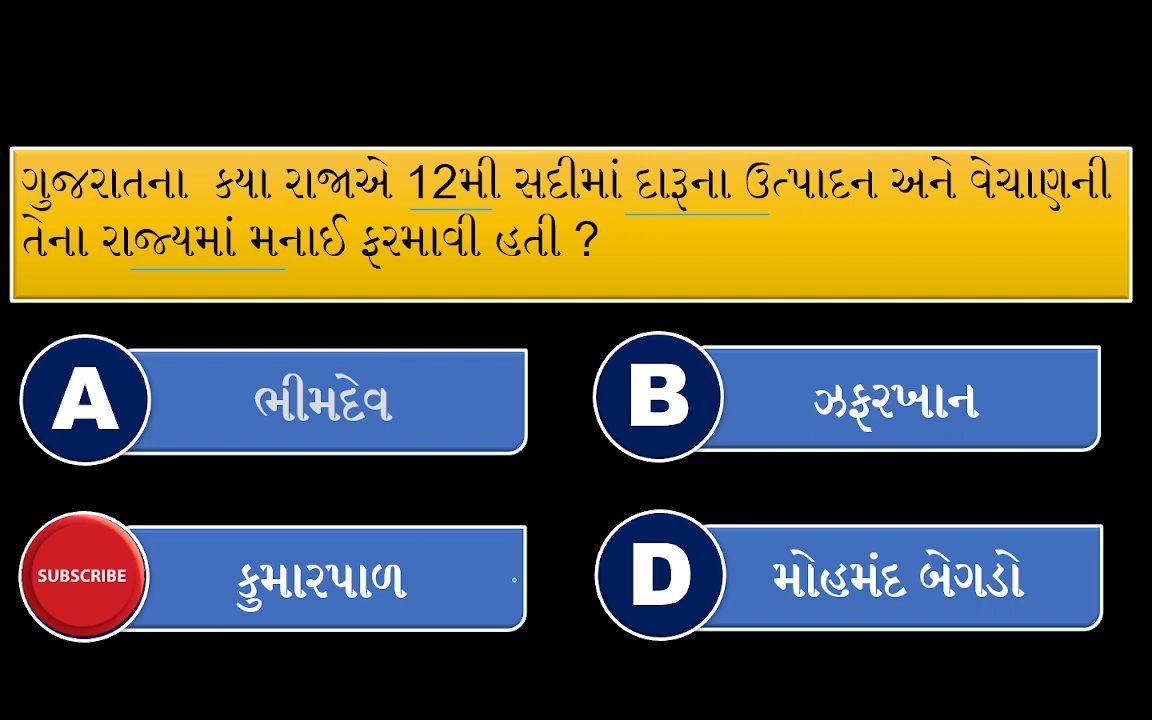 ગુજરાતના કયા રાજાએ 12મી સદીમાં દારૂના ઉત્પાદન અને વેચાણની
તેના રાજ્યમાં મનાઈ ફરમાવી હતી ?
A ભીમદેવ
B ઝફરખાન
SUBSCRIBE કુમારપાળ
D મોહમંદ બેગડો